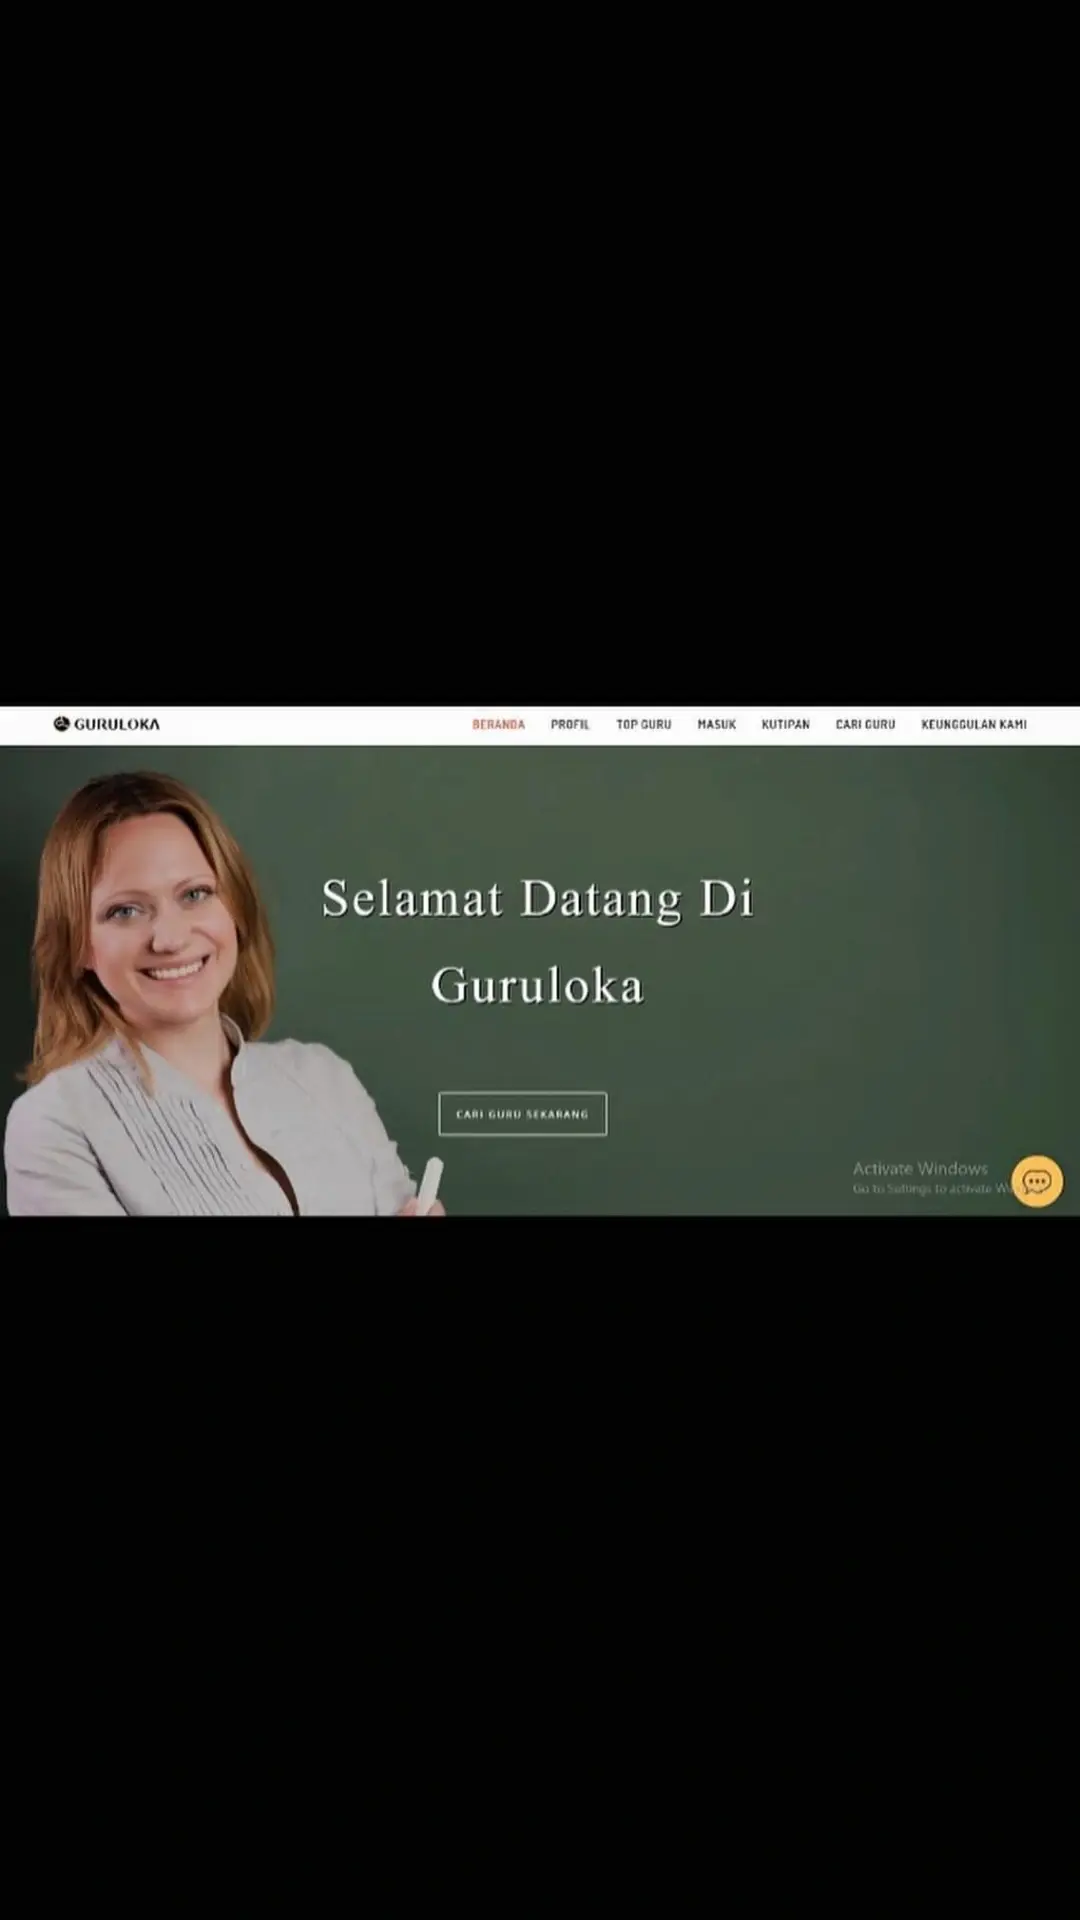 GURULOKA
BERANDA PROFIL TOP GURU MASUK KUTIPAN CARI GURU KEUNGGULAN KAMI
Selamat Datang Di
Guruloka
CARI GURU SEKARANG
Activate Windows
Go to Settings to activate